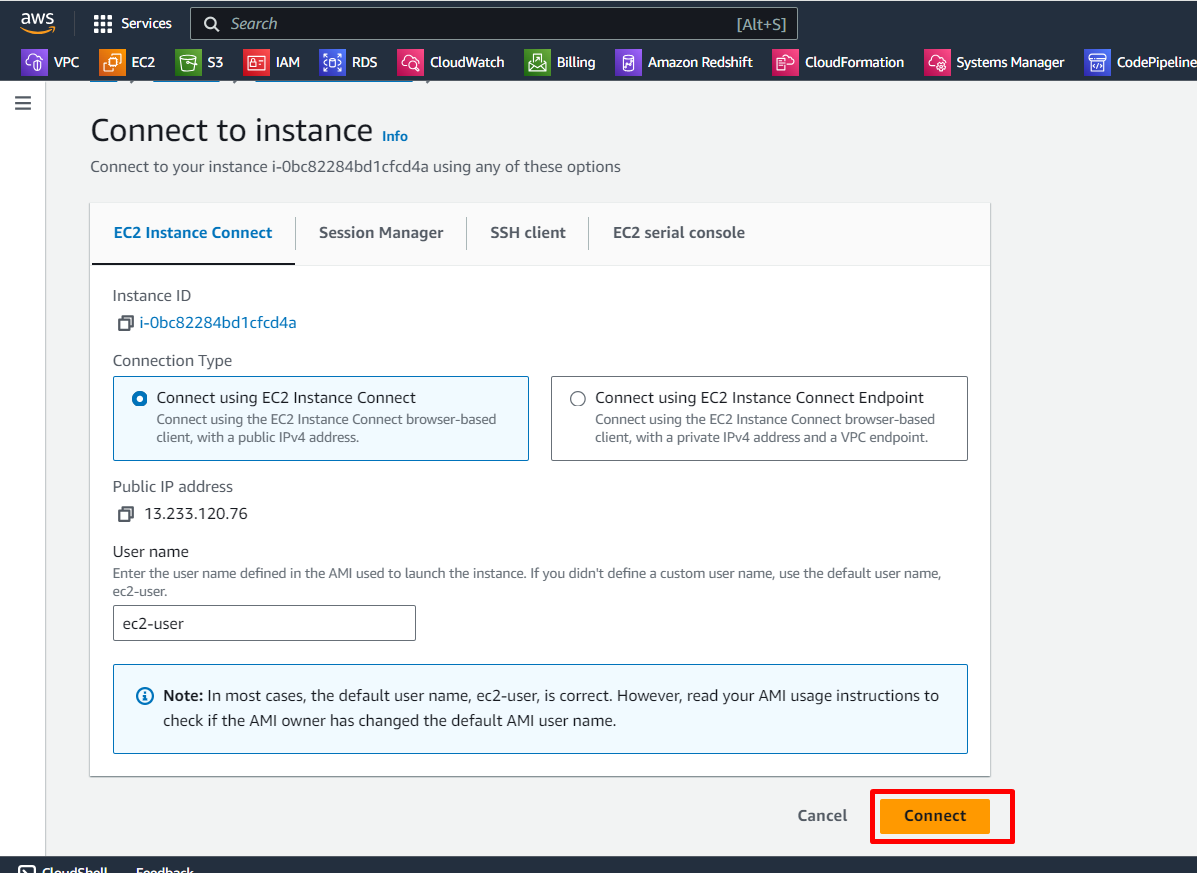 aws
Services
Search
[Alt+S]
VPC
EC2
S3
IAM
RDS
CloudWatch
Billing
Amazon Redshift
CloudFormation
Systems Manager
CodePipeline
Connect to instance Info
Connect to your instance i-0bc82284bd1cfcd4a using any of these options
EC2 Instance Connect
Session Manager
SSH client
EC2 serial console
Instance ID
i-0bc82284bd1cfcd4a
Connection Type
Connect using EC2 Instance Connect
Connect using the EC2 Instance Connect browser-based
client, with a public IPv4 address.
Connect using EC2 Instance Connect Endpoint
Connect using the EC2 Instance Connect browser-based
client, with a private IPv4 address and a VPC endpoint.
Public IP address
13.233.120.76
User name
Enter the user name defined in the AMI used to launch the instance. If you didn't define a custom user name, use the default user name,
ec2-user.
ec2-user
Note: In most cases, the default user name, ec2-user, is correct. However, read your AMI usage instructions to
check if the AMI owner has changed the default AMI user name.
Cancel
Connect
CloudShell
Feedback